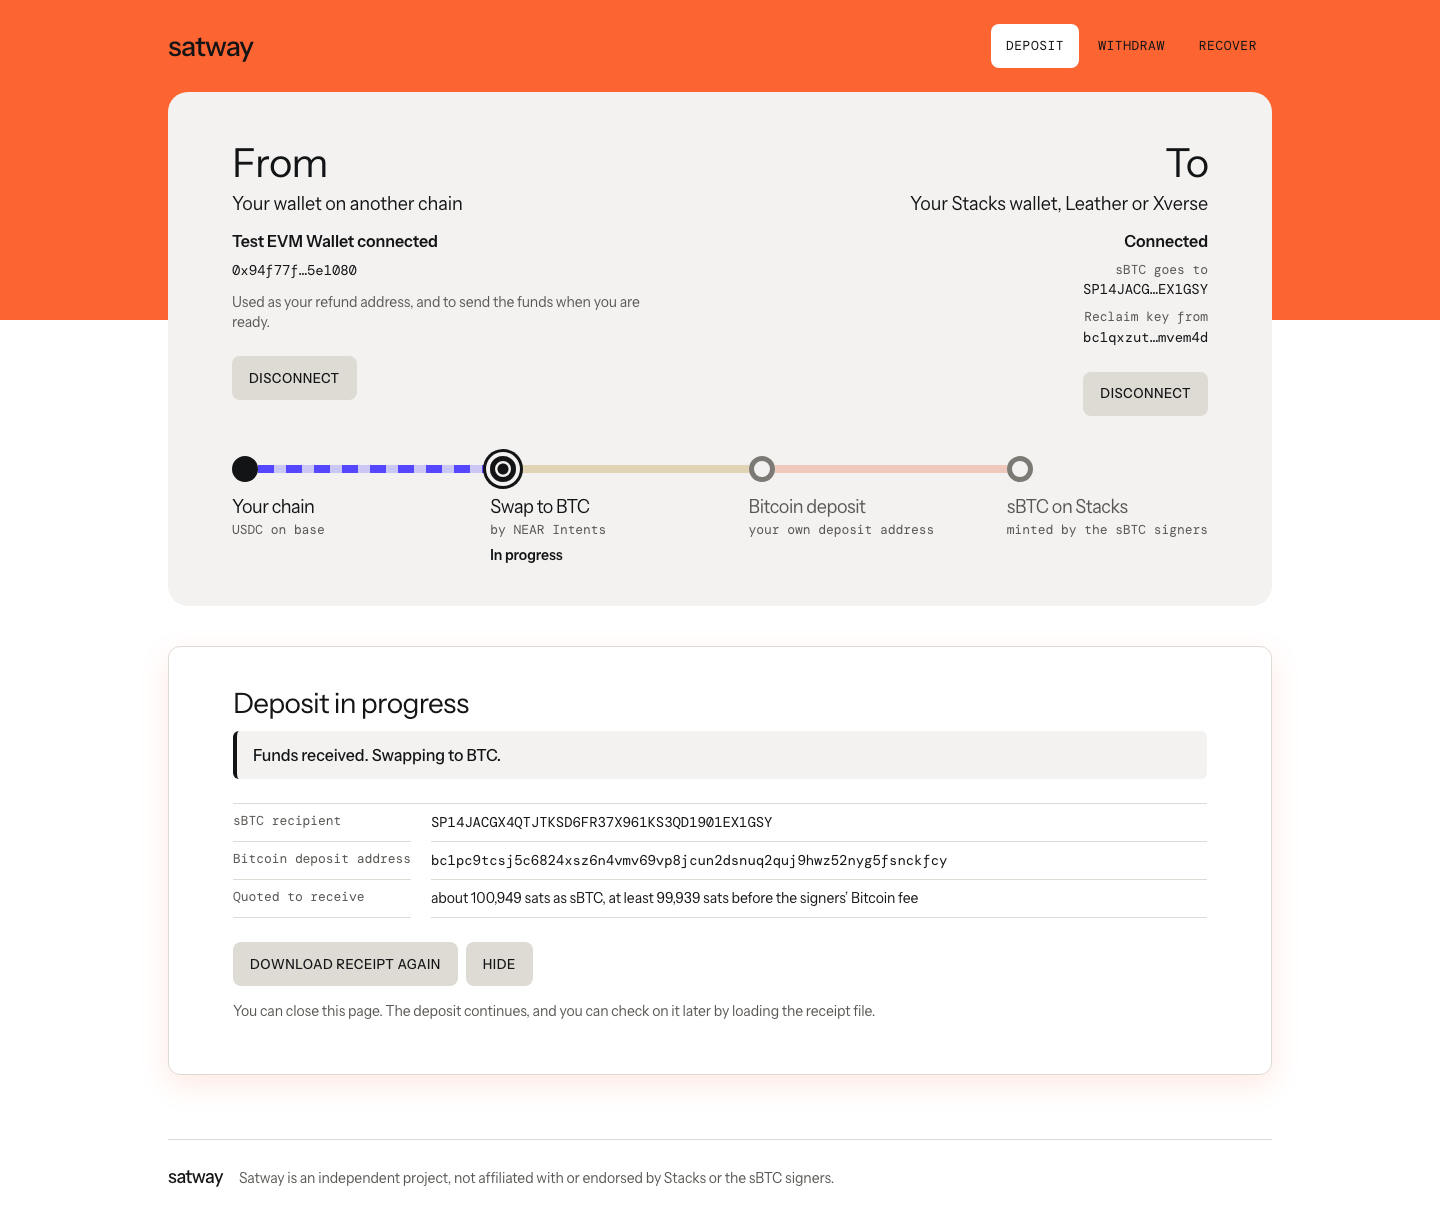 satway
DEPOSIT
WITHDRAW
RECOVER
From
Your wallet on another chain
Test EVM Wallet connected
0x94f77f…5e1080
Used as your refund address, and to send the funds when you are
ready.
DISCONNECT
To
Your Stacks wallet, Leather or Xverse
Connected
sBTC goes to
SP14JACG…EX1GSY
Reclaim key from
bc1qxzut…mvem4d
DISCONNECT
Your chain
USDC on base
Swap to BTC
by NEAR Intents
In progress
Bitcoin deposit
your own deposit address
sBTC on Stacks
minted by the sBTC signers
Deposit in progress
Funds received. Swapping to BTC.
sBTC recipient
SP14JACGX4QTJTKSD6FR37X961KS3QD1901EX1GSY
Bitcoin deposit address
bc1pc9tcsj5c6824xsz6n4vmv69vp8jcun2dsnuq2quj9hwz52nyg5fsnckfcy
Quoted to receive
about 100,949 sats as sBTC, at least 99,939 sats before the signers' Bitcoin fee
DOWNLOAD RECEIPT AGAIN
HIDE
You can close this page. The deposit continues, and you can check on it later by loading the receipt file.
satway
Satway is an independent project, not affiliated with or endorsed by Stacks or the sBTC signers.